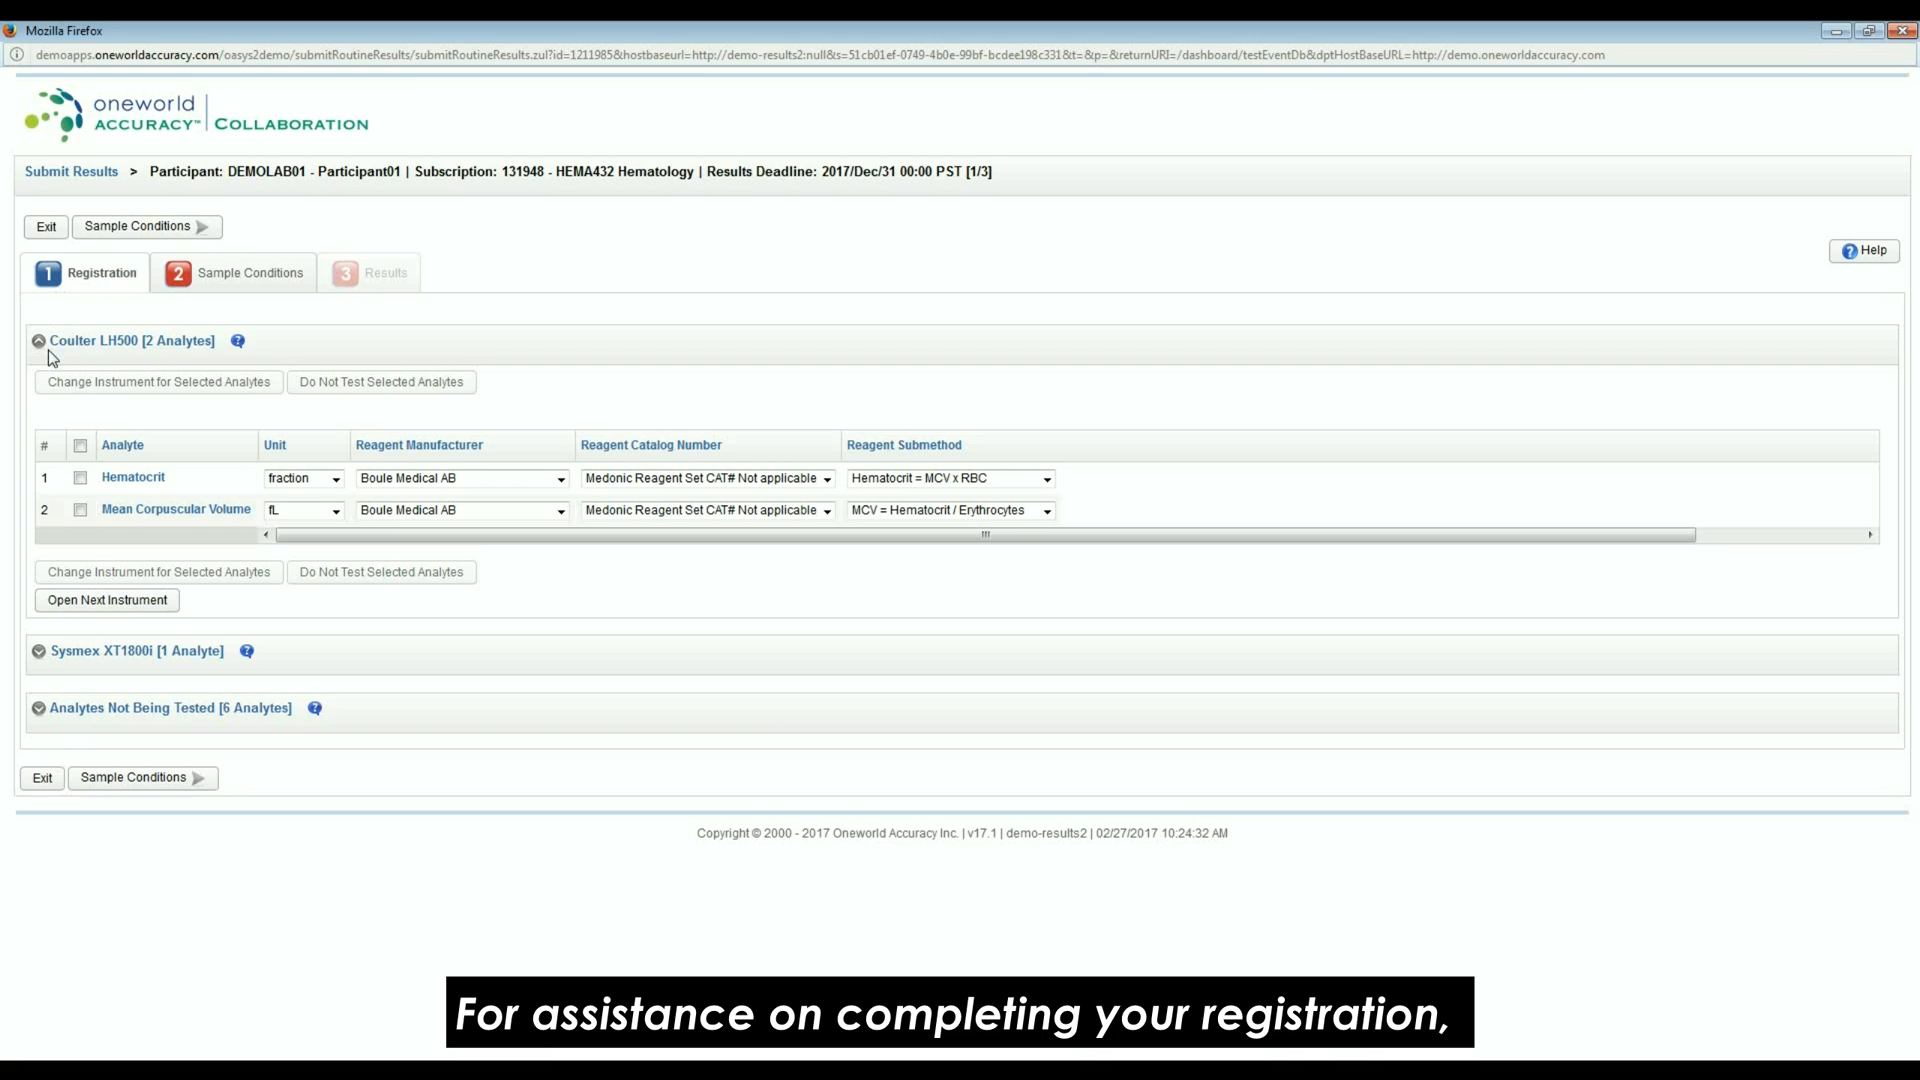 Mozilla Firefox
demoapps.oneworldaccuracy.com/oasys2demo/submitRoutineResults/submitRoutineResults.zul?id=1211985&hostbaseurl=http://demo-results2:null&s=51cb01ef-0749-4b0e-99bf-bcdee198c331&t=&p=&returnURI=/dashboard/testEventDb&dptHostBaseURL=http://demo.oneworldaccuracy.com
oneworld
ACCURACY™ COLLABORATION
Submit Results > Participant: DEMOLAB01 - Participant01 | Subscription: 131948 - HEMA432 Hematology | Results Deadline: 2017/Dec/31 00:00 PST [1/3]
Exit Sample Conditions
? Help
1 Registration 2 Sample Conditions 3 Results
Coulter LH500 [2 Analytes] ?
Change Instrument for Selected Analytes Do Not Test Selected Analytes
# Analyte Unit Reagent Manufacturer Reagent Catalog Number Reagent Submethod
1 Hematocrit fraction Boule Medical AB Medonic Reagent Set CAT# Not applicable Hematocrit = MCV x RBC
2 Mean Corpuscular Volume fL Boule Medical AB Medonic Reagent Set CAT# Not applicable MCV = Hematocrit / Erythrocytes
Change Instrument for Selected Analytes Do Not Test Selected Analytes
Open Next Instrument
Sysmex XT1800i [1 Analyte] ?
Analytes Not Being Tested [6 Analytes] ?
Exit Sample Conditions
Copyright © 2000 - 2017 Oneworld Accuracy Inc. | v17.1 | demo-results2 | 02/27/2017 10:24:32 AM
For assistance on completing your registration,